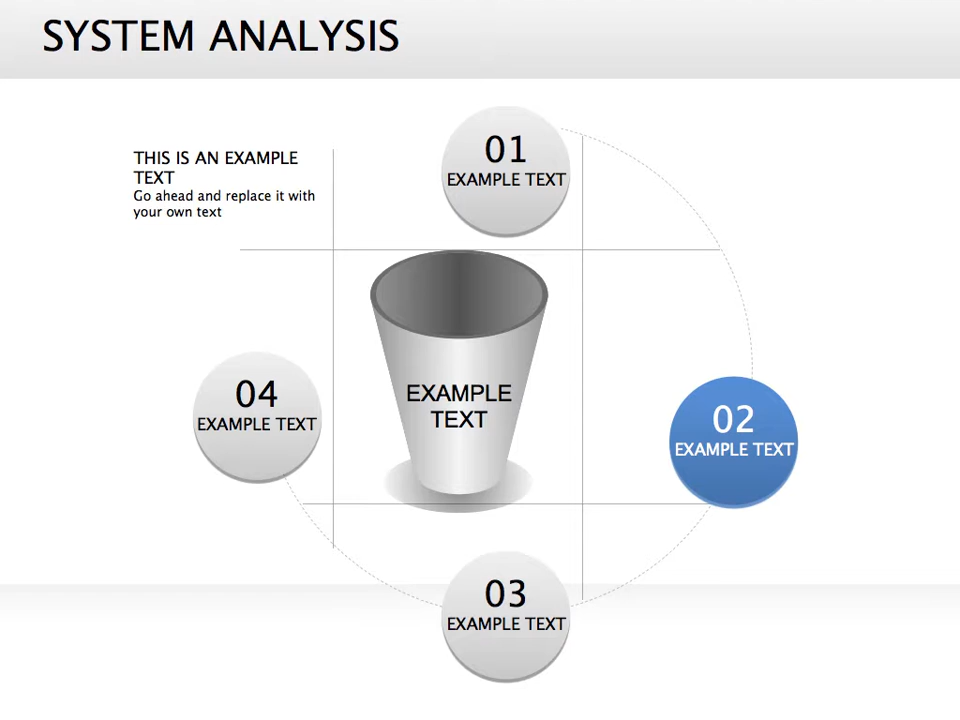 SYSTEM ANALYSIS
THIS IS AN EXAMPLE
TEXT
Go ahead and replace it with
your own text
01
EXAMPLE TEXT
EXAMPLE
TEXT
04
EXAMPLE TEXT
02
EXAMPLE TEXT
03
EXAMPLE TEXT